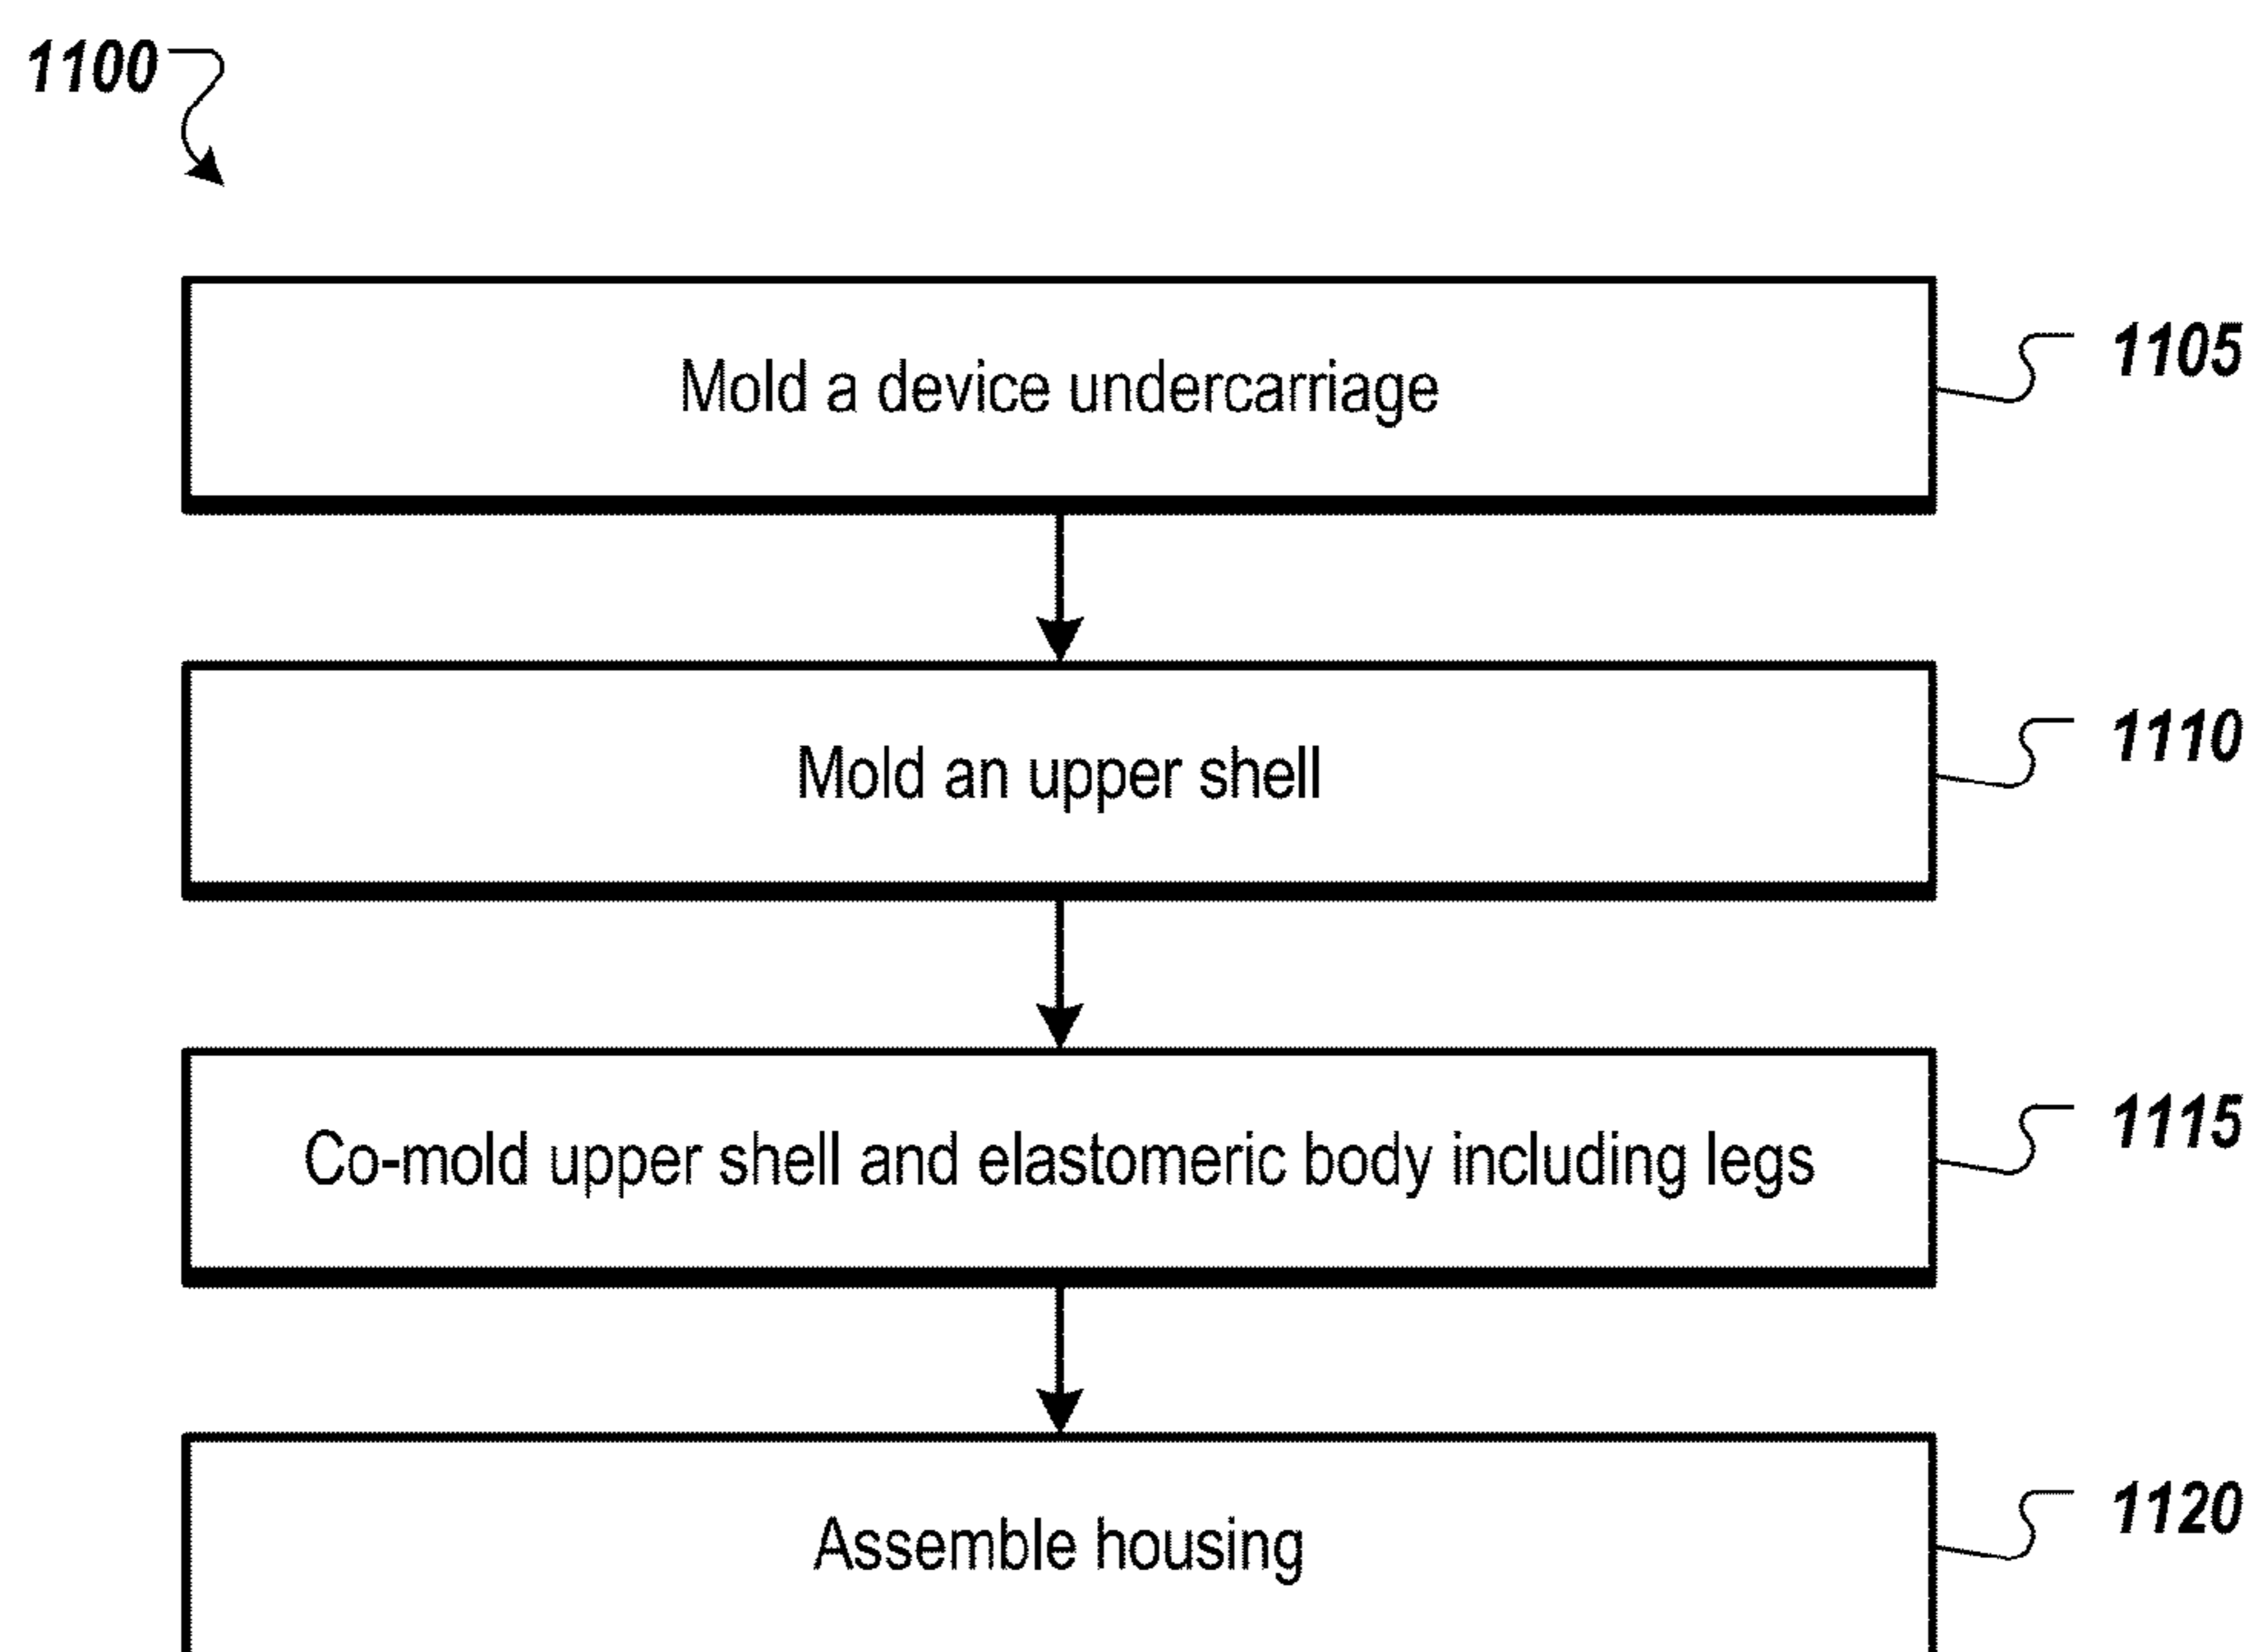 1100
Mold a device undercarriage
1105
Mold an upper shell
1110
Co-mold upper shell and elastomeric body including legs
1115
Assemble housing
1120